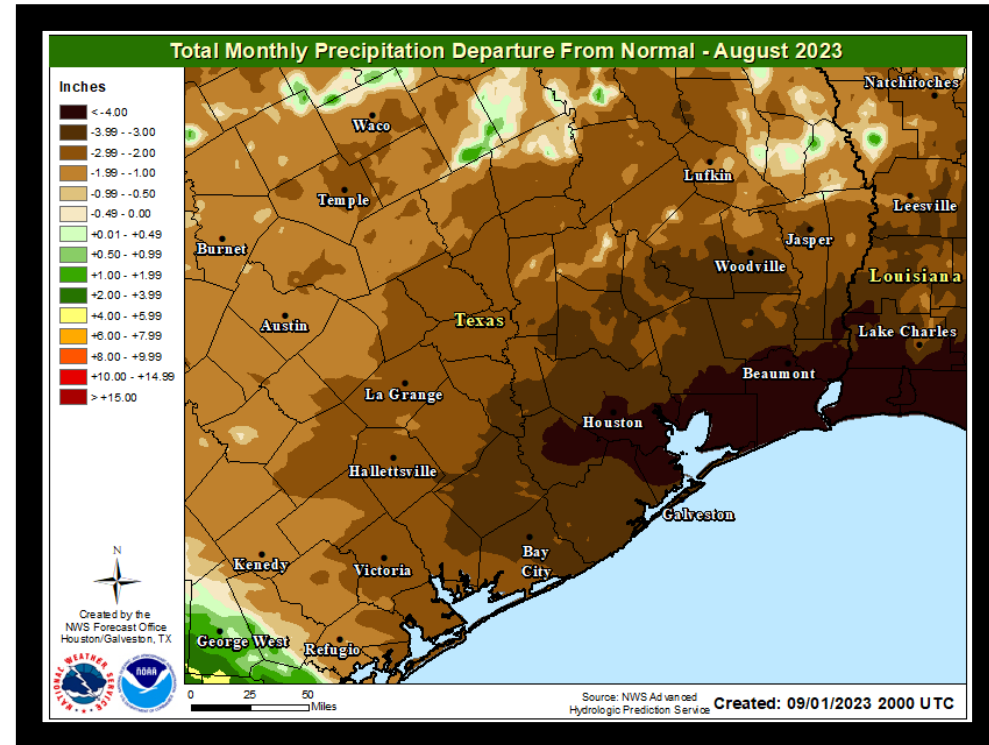 Total Monthly Precipitation Departure From Normal - August 2023
Inches
<-4.00
-3.99 - -3.00
-2.99 - -2.00
-1.99 - -1.00
-0.99 - -0.50
-0.49 - 0.00
+0.01 - +0.49
+0.50 - +0.99
+1.00 - +1.99
+2.00 - +3.99
+4.00 - +5.99
+6.00 - +7.99
+8.00 - +9.99
+10.00 - +14.99
> +15.00
Natchitoches
Waco
Lufkin
Temple
Leesville
Jasper
Burnet
Woodville
Louisiana
Texas
Austin
Lake Charles
Beaumont
La Grange
Houston
Hallettsville
Galveston
Bay
City
Kenedy
Victoria
George West
Refugio
N
Created by the
NWS Forecast Office
Houston/Galveston, TX
NATIONAL WEATHER SERVICE
NOAA
0 25 50
Miles
Source: NWS Advanced
Hydrologic Prediction Service
Created: 09/01/2023 2000 UTC